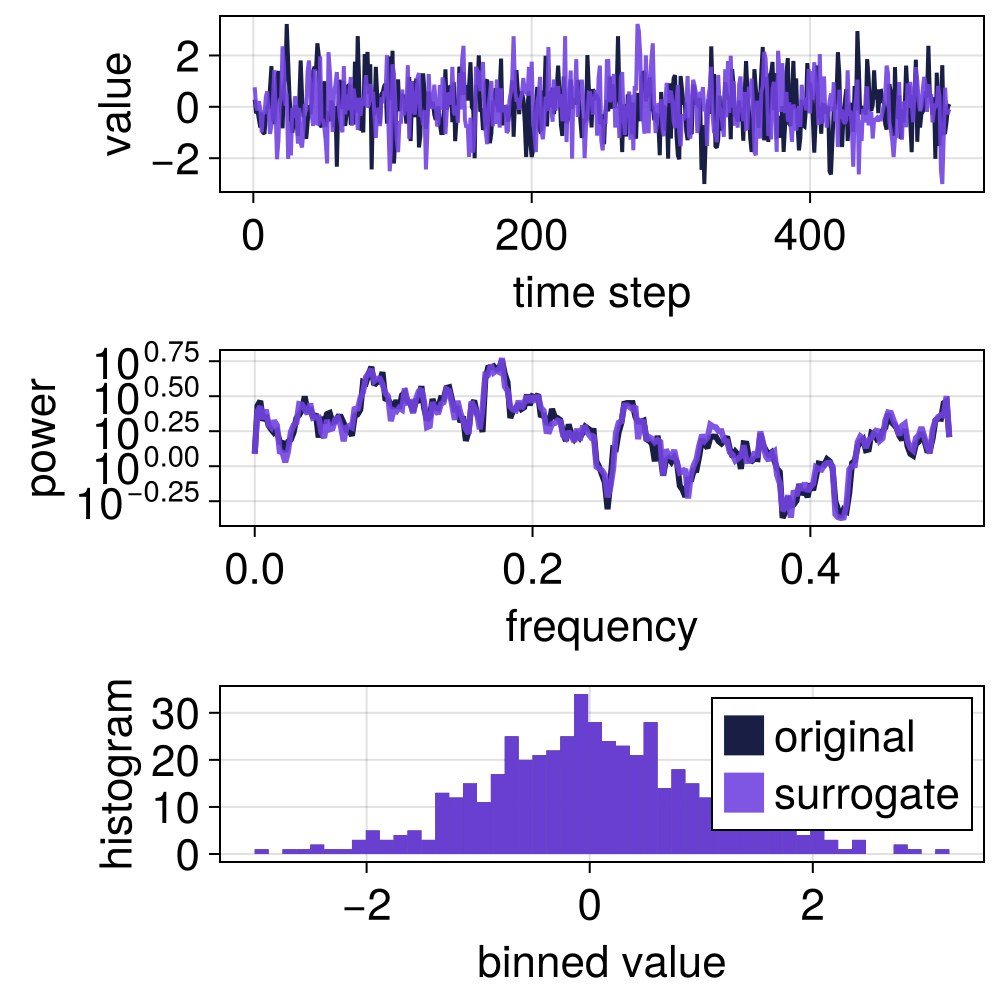 value
2
0
−2
0 200 400
time step
power
10^0.75
10^0.50
10^0.25
10^0.00
10^−0.25
0.0 0.2 0.4
frequency
histogram
30
20
10
0
original
surrogate
−2 0 2
binned value